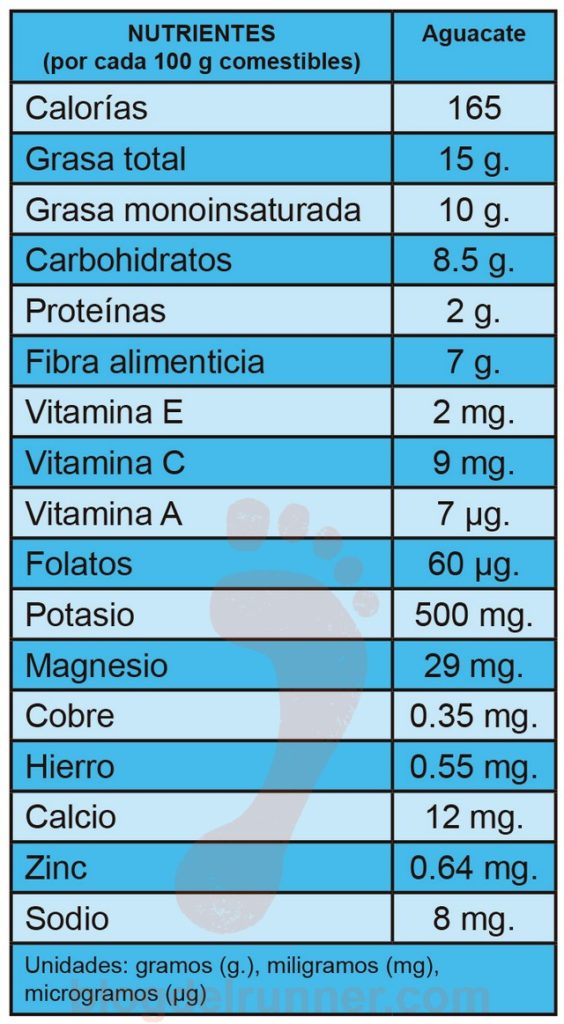 NUTRIENTES Aguacate
(por cada 100 g comestibles)
Calorías 165
Grasa total 15 g.
Grasa monoinsaturada 10 g.
Carbohidratos 8.5 g.
Proteínas 2 g.
Fibra alimenticia 7 g.
Vitamina E 2 mg.
Vitamina C 9 mg.
Vitamina A 7 µg.
Folatos 60 µg.
Potasio 500 mg.
Magnesio 29 mg.
Cobre 0.35 mg.
Hierro 0.55 mg.
Calcio 12 mg.
Zinc 0.64 mg.
Sodio 8 mg.
Unidades: gramos (g.), miligramos (mg),
microgramos (µg)
blogdelrunner.com